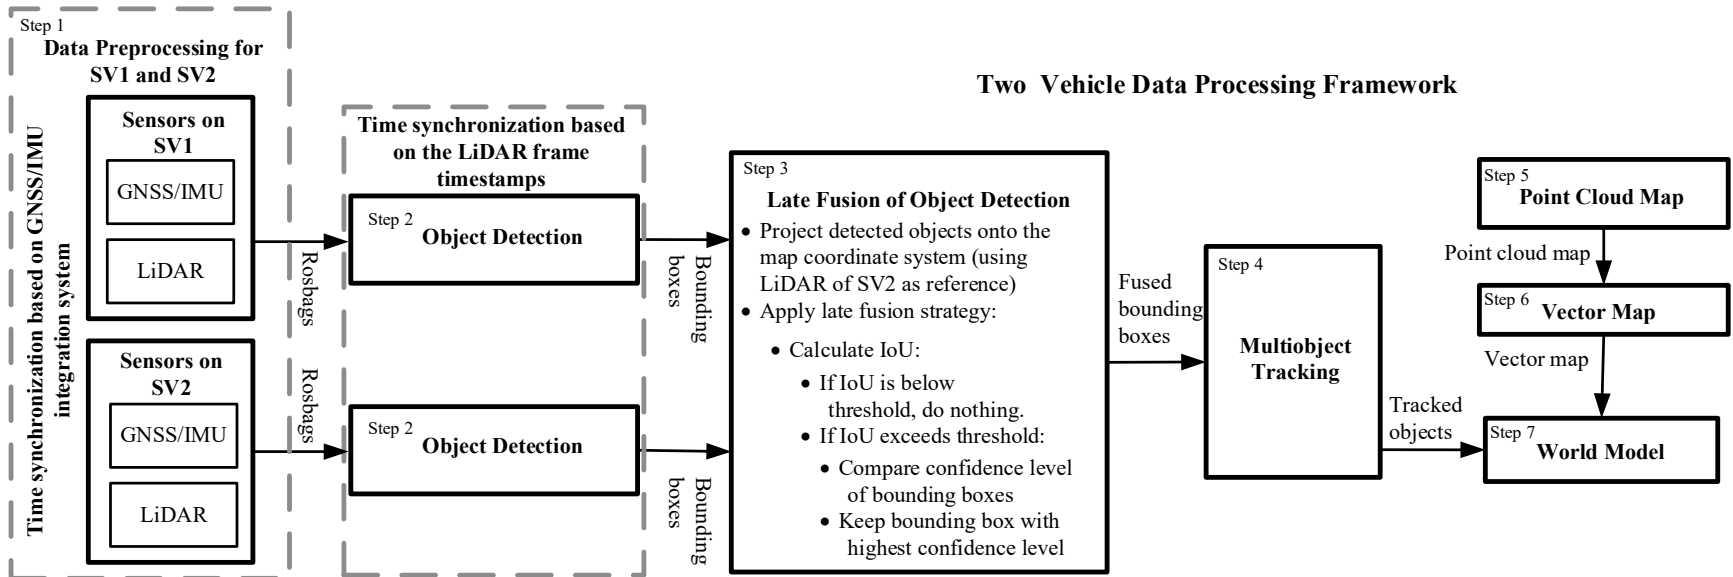 Step 1
Data Preprocessing for
SV1 and SV2
Time synchronization based on GNSS/IMU
integration system
Sensors on
SV1
GNSS/IMU
LiDAR
Sensors on
SV2
GNSS/IMU
LiDAR
Rosbags
Rosbags
Time synchronization based
on the LiDAR frame
timestamps
Step 2
Object Detection
Step 2
Object Detection
Bounding
boxes
Bounding
boxes
Two Vehicle Data Processing Framework
Step 3
Late Fusion of Object Detection
• Project detected objects onto the
map coordinate system (using
LiDAR of SV2 as reference)
• Apply late fusion strategy:
• Calculate IoU:
• If IoU is below
threshold, do nothing.
• If IoU exceeds threshold:
• Compare confidence level
of bounding boxes
• Keep bounding box with
highest confidence level
Fused
bounding
boxes
Step 4
Multiobject
Tracking
Tracked
objects
Step 5
Point Cloud Map
Point cloud map
Step 6
Vector Map
Vector map
Step 7
World Model